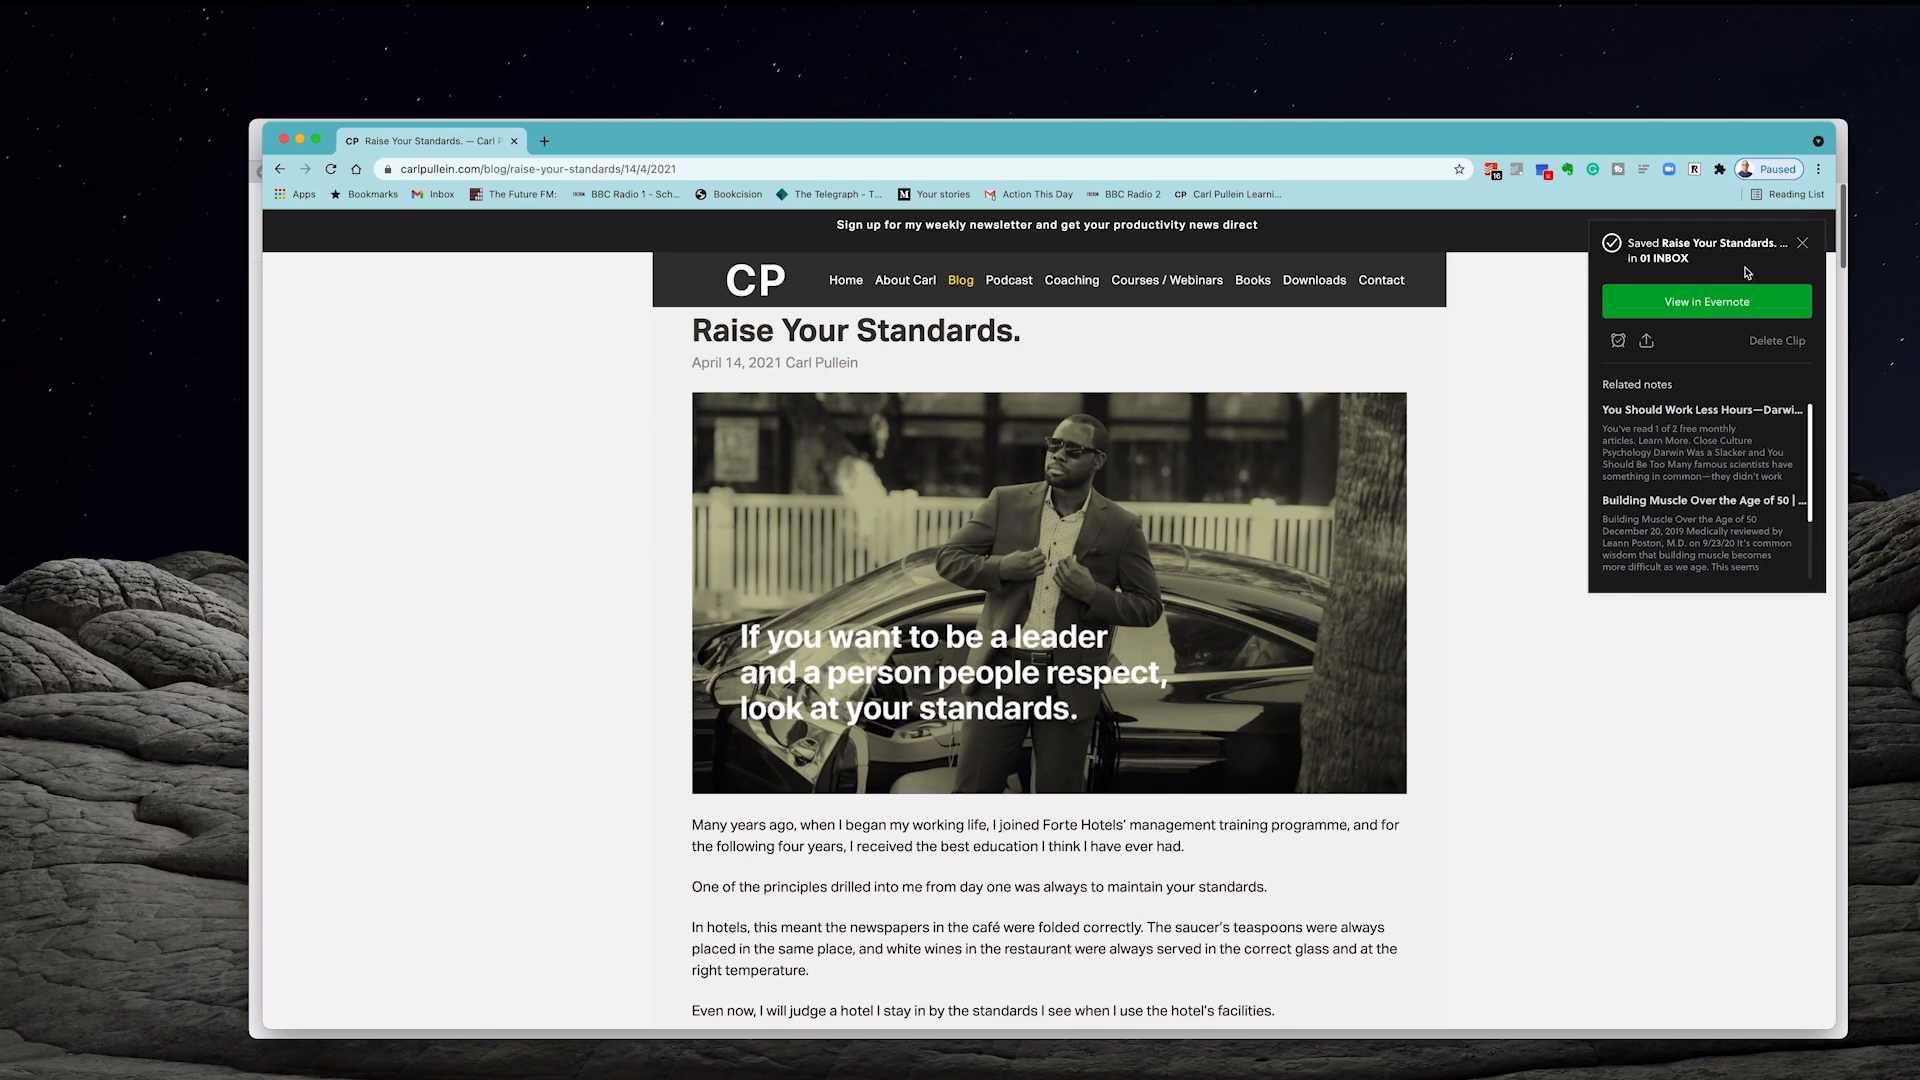 CP Raise Your Standards. — Carl P
carlpullein.com/blog/raise-your-standards/14/4/2021
16
R
Paused
Apps Bookmarks Inbox The Future FM: BBC Radio 1 - Sch... Bookcision The Telegraph - T... Your stories Action This Day BBC Radio 2 CP Carl Pullein Learni... Reading List
Sign up for my weekly newsletter and get your productivity news direct
CP Home About Carl Blog Podcast Coaching Courses / Webinars Books Downloads Contact
Raise Your Standards.
April 14, 2021 Carl Pullein
If you want to be a leader
and a person people respect,
look at your standards.
Many years ago, when I began my working life, I joined Forte Hotels’ management training programme, and for
the following four years, I received the best education I think I have ever had.
One of the principles drilled into me from day one was always to maintain your standards.
In hotels, this meant the newspapers in the café were folded correctly. The saucer’s teaspoons were always
placed in the same place, and white wines in the restaurant were always served in the correct glass and at the
right temperature.
Even now, I will judge a hotel I stay in by the standards I see when I use the hotel’s facilities.
Saved Raise Your Standards. ...
in 01 INBOX
View in Evernote
Delete Clip
Related notes
You Should Work Less Hours—Darwi...
You’ve read 1 of 2 free monthly
articles. Learn More. Close Culture
Psychology Darwin Was a Slacker and You
Should Be Too Many famous scientists have
something in common—they didn’t work
Building Muscle Over the Age of 50 | ...
Building Muscle Over the Age of 50
December 20, 2019 Medically reviewed by
Leann Poston, M.D. on 9/23/20 It’s common
wisdom that building muscle becomes
more difficult as we age. This seems